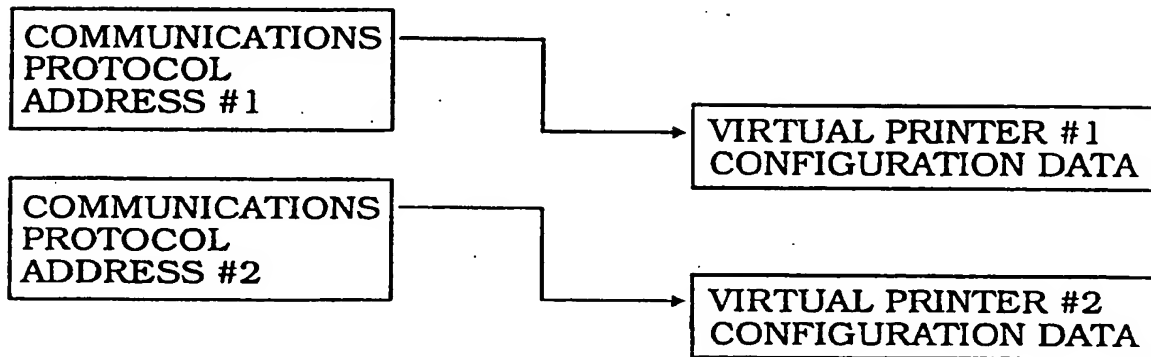 COMMUNICATIONS
PROTOCOL
ADDRESS #1
VIRTUAL PRINTER #1
CONFIGURATION DATA
COMMUNICATIONS
PROTOCOL
ADDRESS #2
VIRTUAL PRINTER #2
CONFIGURATION DATA